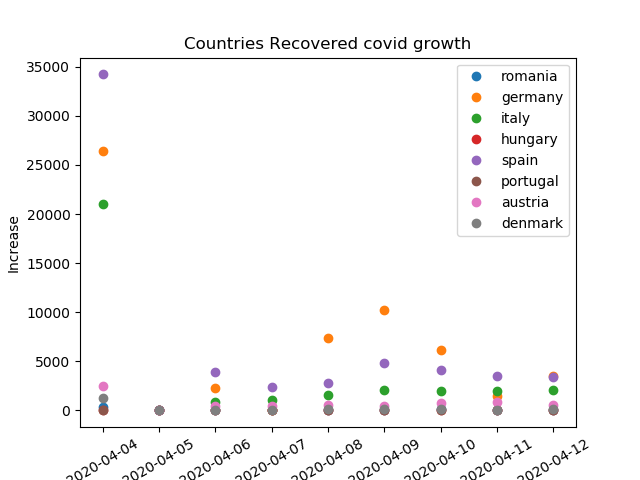 Countries Recovered covid growth
35000
30000
25000
20000
15000
10000
5000
0
Increase
romania
germany
italy
hungary
spain
portugal
austria
denmark
2020-04-04
2020-04-05
2020-04-06
2020-04-07
2020-04-08
2020-04-09
2020-04-10
2020-04-11
2020-04-12